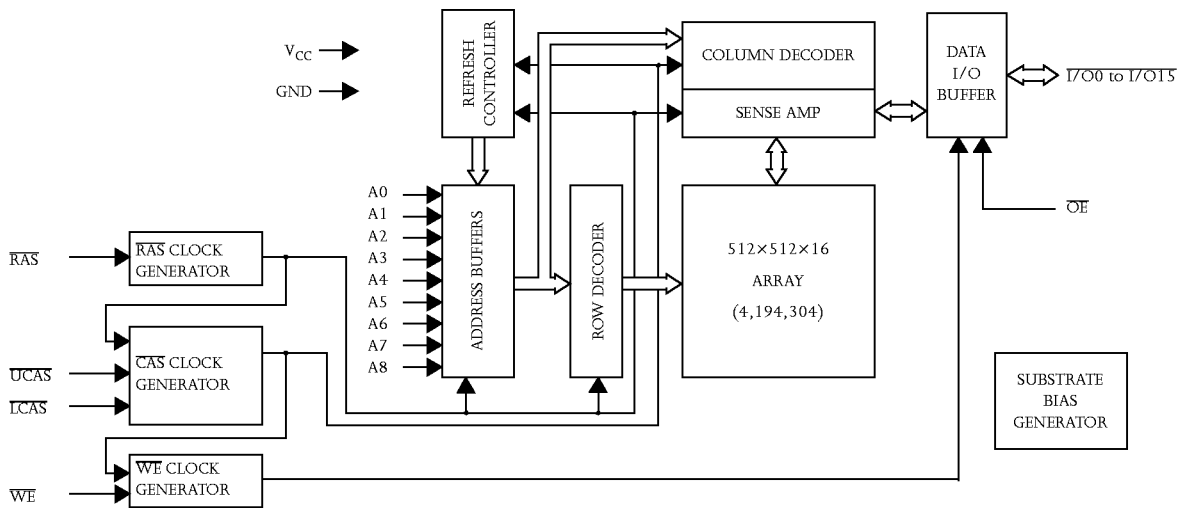 V_CC
GND
REFRESH
CONTROLLER
COLUMN DECODER
SENSE AMP
DATA
I/O
BUFFER
I/O0 to I/O15
OE
A0
A1
A2
A3
A4
A5
A6
A7
A8
ADDRESS BUFFERS
ROW DECODER
512×512×16
ARRAY
(4,194,304)
RAS
RAS CLOCK
GENERATOR
UCAS
LCAS
CAS CLOCK
GENERATOR
WE
WE CLOCK
GENERATOR
SUBSTRATE
BIAS
GENERATOR